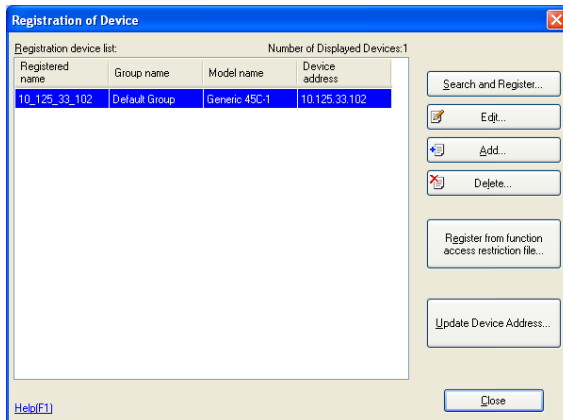 Registration of Device
Registration device list:
Number of Displayed Devices:1
Registered name
Group name
Model name
Device address
10_125_33_102
Default Group
Generic 45C-1
10.125.33.102
Search and Register...
Edit...
Add...
Delete...
Register from function
access restriction file...
Update Device Address...
Help(F1)
Close